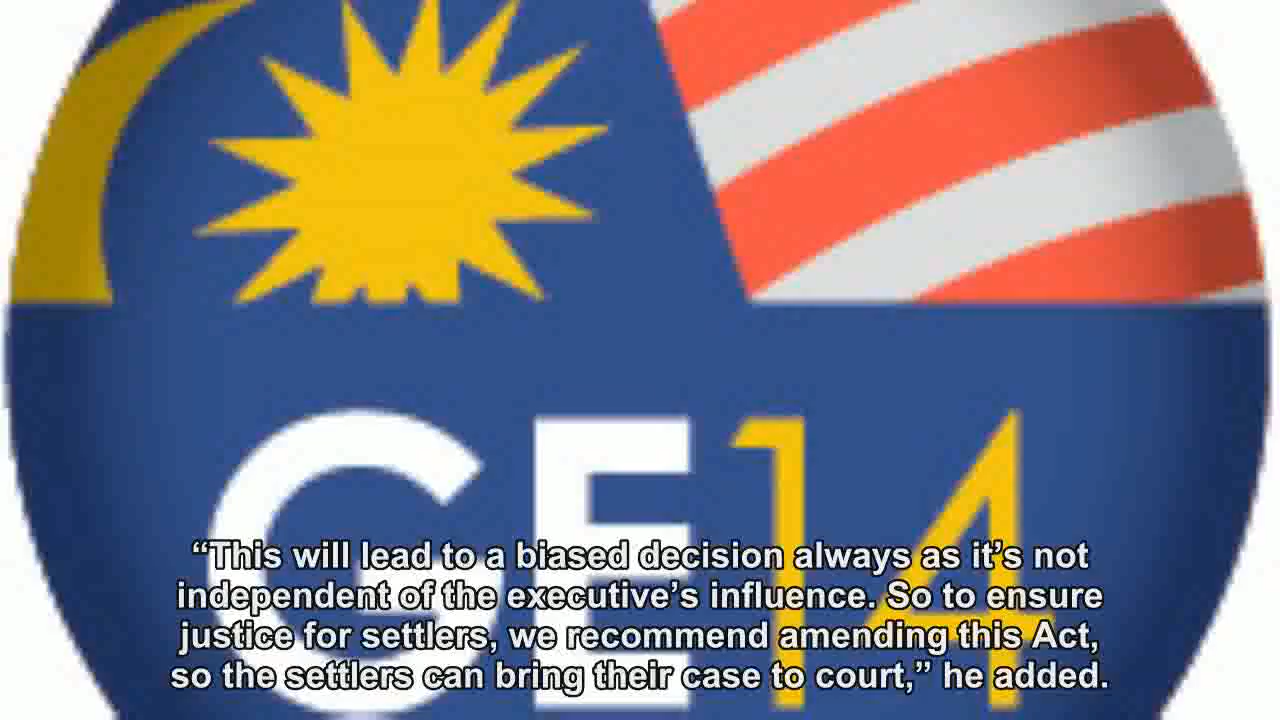 GE14
“This will lead to a biased decision always as it’s not
independent of the executive’s influence. So to ensure
justice for settlers, we recommend amending this Act,
so the settlers can bring their case to court,” he added.